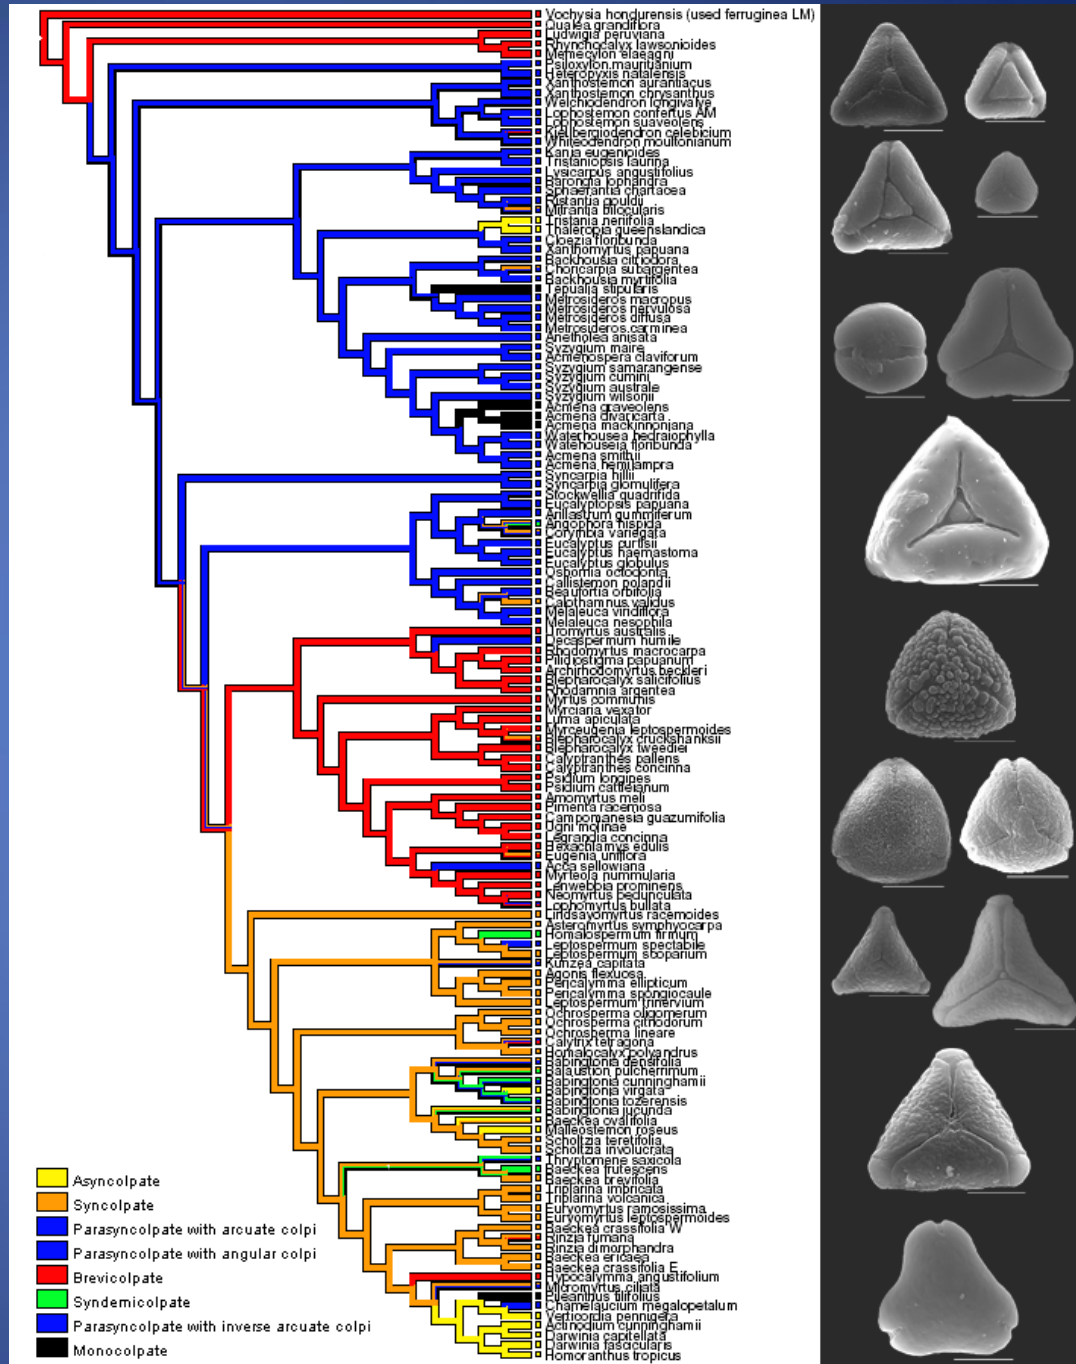 Vochysia hondurensis (used ferruginea LM)
Qualea grandiflora
Ludwigia peruviana
Rhynchocalyx lawsonioides
Memecylon elaeagni
Psiloxylon mauritianum
Heteropyxis natalensis
Xanthostemon aurantiacus
Xanthostemon chrysanthus
Welchiodendron longivalve
Lophostemon confertus AM
Lophostemon suaveolens
Kjellbergiodendron celebicium
Whiteodendron moultonianum
Kania eugenioides
Tristaniopsis laurina
Lysicarpus angustifolius
Barongia lophandra
Sphaerantia chartacea
Ristantia gouldii
Mitrantia bilocularis
Tristania neriifolia
Thaleropia queenslandica
Cloezia floribunda
Xanthomyrtus papuana
Backhousia citriodora
Choricarpia subargentea
Backhousia myrtifolia
Tepualia stipularis
Metrosideros macropus
Metrosideros nervulosa
Metrosideros diffusa
Metrosideros carminea
Anetholea anisata
Syzygium maire
Acmenospera claviforum
Syzygium samarangense
Syzygium cumini
Syzygium australe
Syzygium wilsonii
Acmena graveolens
Acmena divaricarta
Acmena mackinnoniana
Waterhousea hedraiophylla
Watehouseia floribunda
Acmena smithii
Acmena hemilampra
Syncarpia hillii
Syncarpia glomulifera
Stockwellia quadrifida
Eucalyptopsis papuana
Arillastrum gummiferum
Angophora hispida
Corymbia variegata
Eucalyptus curtisii
Eucalyptus haemastoma
Eucalyptus globulus
Osbornia octodonta
Callistemon polandii
Beaufortia orbifolia
Calothamnus validus
Melaleuca viridiflora
Melaleuca nesophila
Uromyrtus australis
Decaspermum humile
Rhodomyrtus macrocarpa
Pilidiostigma papuanum
Archirhodomyrtus beckleri
Blepharocalyx salicifolius
Rhodamnia argentea
Myrtus communis
Myrciaria vexator
Luma apiculata
Myrceugenia leptospermoides
Blepharocalyx cruckshanksii
Blepharocalyx tweediei
Calyptranthes pallens
Calyptranthes concinna
Psidium longipes
Psidium cattleianum
Amomyrtus meli
Pimenta racemosa
Campomanesia guazumifolia
Ugni molinae
Legrandia concinna
Hexachlamys edulis
Eugenia uniflora
Acca sellowiana
Myrteola nummularia
Lenwebbia prominens
Neomyrtus pedunculata
Lophomyrtus bullata
Lindsayomyrtus racemoides
Asteromyrtus symphyocarpa
Homalospermum firmum
Leptospermum spectabile
Leptospermum scoparium
Kunzea capitata
Agonis flexuosa
Pericalymma ellipticum
Pericalymma spongiocaule
Leptospermum trinervium
Ochrosperma oligomerum
Ochrosperma citriodorum
Ochrosperma lineare
Calytrix tetragona
Homalocalyx polyandrus
Babingtonia densifolia
Balaustion pulcherrimum
Babingtonia cunninghamii
Babingtonia virgata
Babingtonia tozerensis
Babingtonia jucunda
Baeckea ovalifolia
Malleostemon roseus
Scholtzia teretifolia
Scholtzia involucrata
Thryptomene saxicola
Baeckea frutescens
Baeckea brevifolia
Triplarina imbricata
Triplarina volcanica
Euryomyrtus ramosissima
Euryomyrtus leptospermoides
Baeckea crassifolia W
Rinzia fumana
Rinzia dimorphandra
Baeckea ericaea
Baeckea crassifolia E
Hypocalymma angustifolium
Micromyrtus ciliata
Pileanthus filifolius
Chamelaucium megalopetalum
Verticordia pennigera
Actinodium cunninghamii
Darwinia capitellata
Darwinia fascicularis
Homoranthus tropicus
Asyncolpate
Syncolpate
Parasyncolpate with arcuate colpi
Parasyncolpate with angular colpi
Brevicolpate
Syndemicolpate
Parasyncolpate with inverse arcuate colpi
Monocolpate